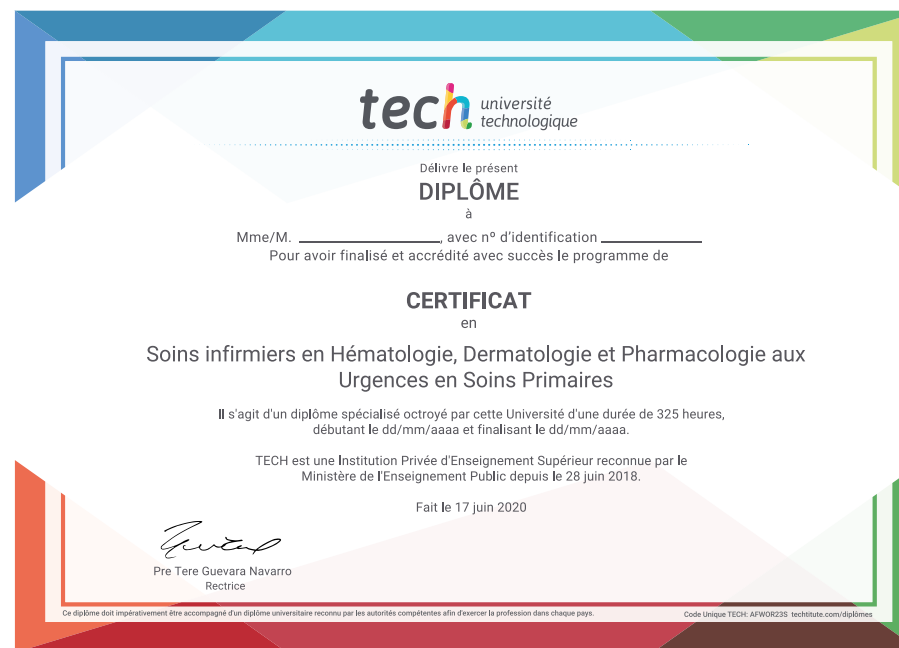 tech université
technologique
Délivre le présent
DIPLÔME
à
Mme/M. ____________, avec nº d'identification ____________
Pour avoir finalisé et accrédité avec succès le programme de
CERTIFICAT
en
Soins infirmiers en Hématologie, Dermatologie et Pharmacologie aux
Urgences en Soins Primaires
Il s'agit d'un diplôme spécialisé octroyé par cette Université d'une durée de 325 heures,
débutant le dd/mm/aaaa et finalisant le dd/mm/aaaa.
TECH est une Institution Privée d'Enseignement Supérieur reconnue par le
Ministère de l'Enseignement Public depuis le 28 juin 2018.
Fait le 17 juin 2020
Pre Tere Guevara Navarro
Rectrice
Ce diplôme doit impérativement être accompagné d'un diplôme universitaire reconnu par les autorités compétentes afin d'exercer la profession dans chaque pays.
Code Unique TECH: AFWOR23S techtitute.com/diplômes